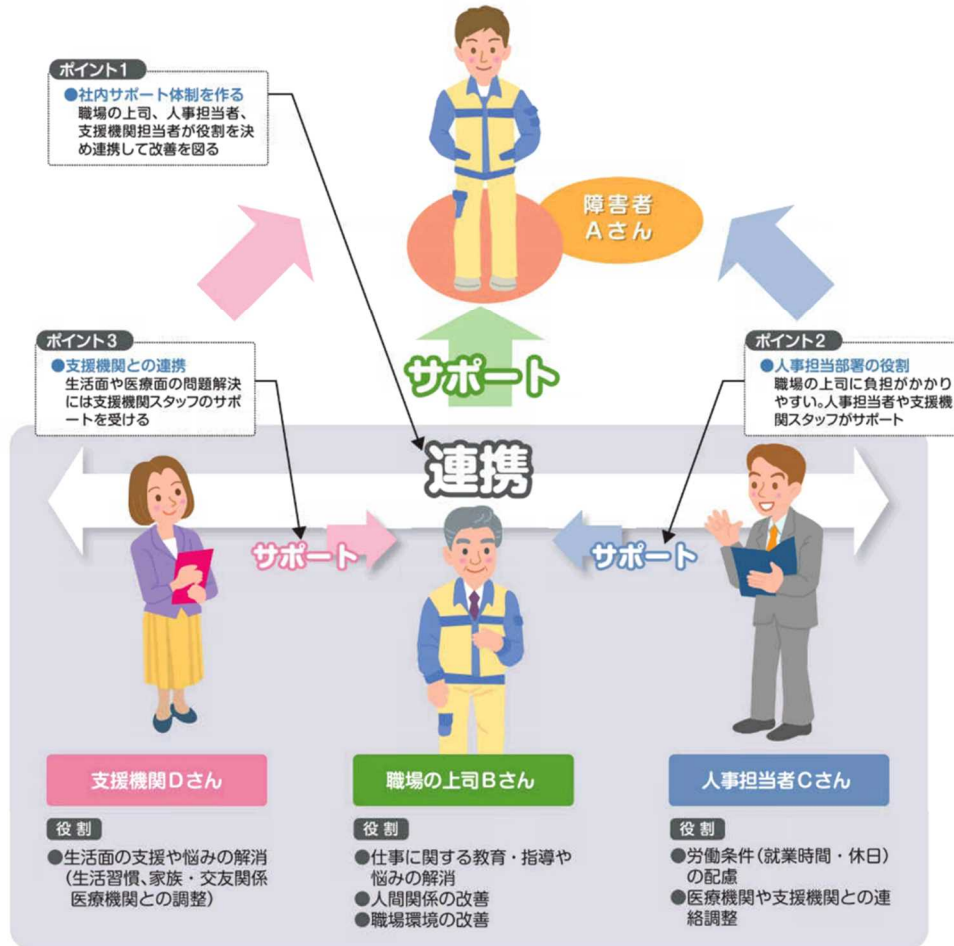 ポイント1
●社内サポート体制を作る
職場の上司、人事担当者、
支援機関担当者が役割を決
め連携して改善を図る
障害者
Aさん
ポイント3
●支援機関との連携
生活面や医療面の問題解決
には支援機関スタッフのサポ
ートを受ける
サポート
ポイント2
●人事担当部署の役割
職場の上司に負担がかかり
やすい。人事担当者や支援機
関スタッフがサポート
連携
サポート
サポート
支援機関Dさん
役割
●生活面の支援や悩みの解消
(生活習慣、家族・交友関係
医療機関との調整)
職場の上司Bさん
役割
●仕事に関する教育・指導や
悩みの解消
●人間関係の改善
●職場環境の改善
人事担当者Cさん
役割
●労働条件(就業時間・休日)
の配慮
●医療機関や支援機関との連
絡調整